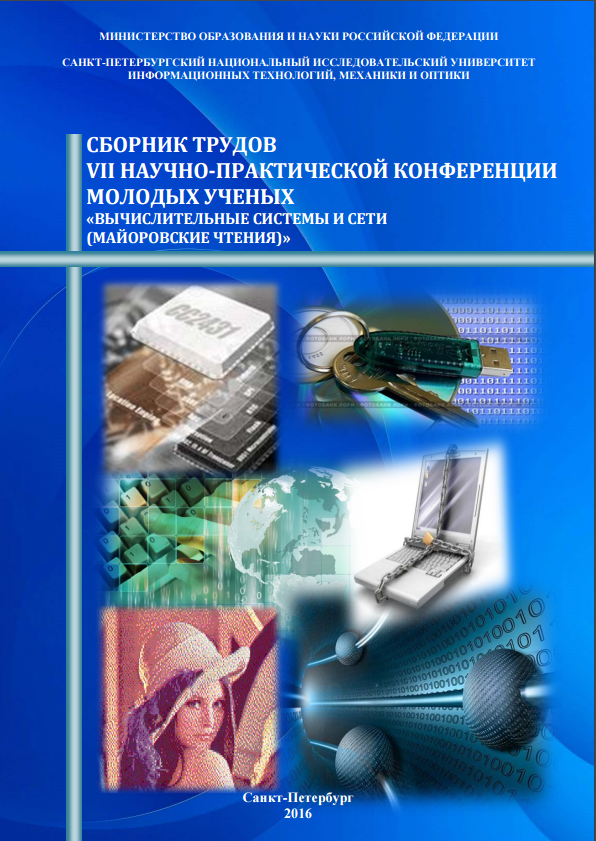 МИНИСТЕРСТВО ОБРАЗОВАНИЯ И НАУКИ РОССИЙСКОЙ ФЕДЕРАЦИИ
САНКТ-ПЕТЕРБУРГСКИЙ НАЦИОНАЛЬНЫЙ ИССЛЕДОВАТЕЛЬСКИЙ УНИВЕРСИТЕТ
ИНФОРМАЦИОННЫХ ТЕХНОЛОГИЙ, МЕХАНИКИ И ОПТИКИ
СБОРНИК ТРУДОВ
VII НАУЧНО-ПРАКТИЧЕСКОЙ КОНФЕРЕНЦИИ
МОЛОДЫХ УЧЕНЫХ
«ВЫЧИСЛИТЕЛЬНЫЕ СИСТЕМЫ И СЕТИ
(МАЙОРОВСКИЕ ЧТЕНИЯ)»
CC2431
Санкт-Петербург
2016